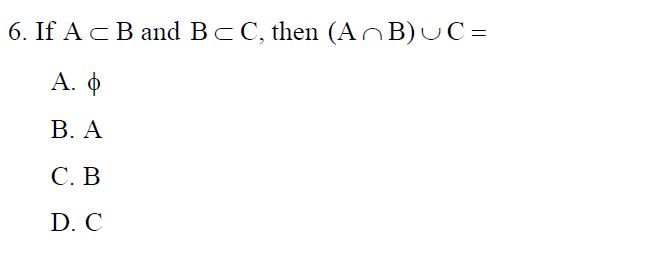 6. If A ⊂ B and B ⊂ C, then (A ∩ B) ∪ C =
A. ϕ
B. A
C. B
D. C